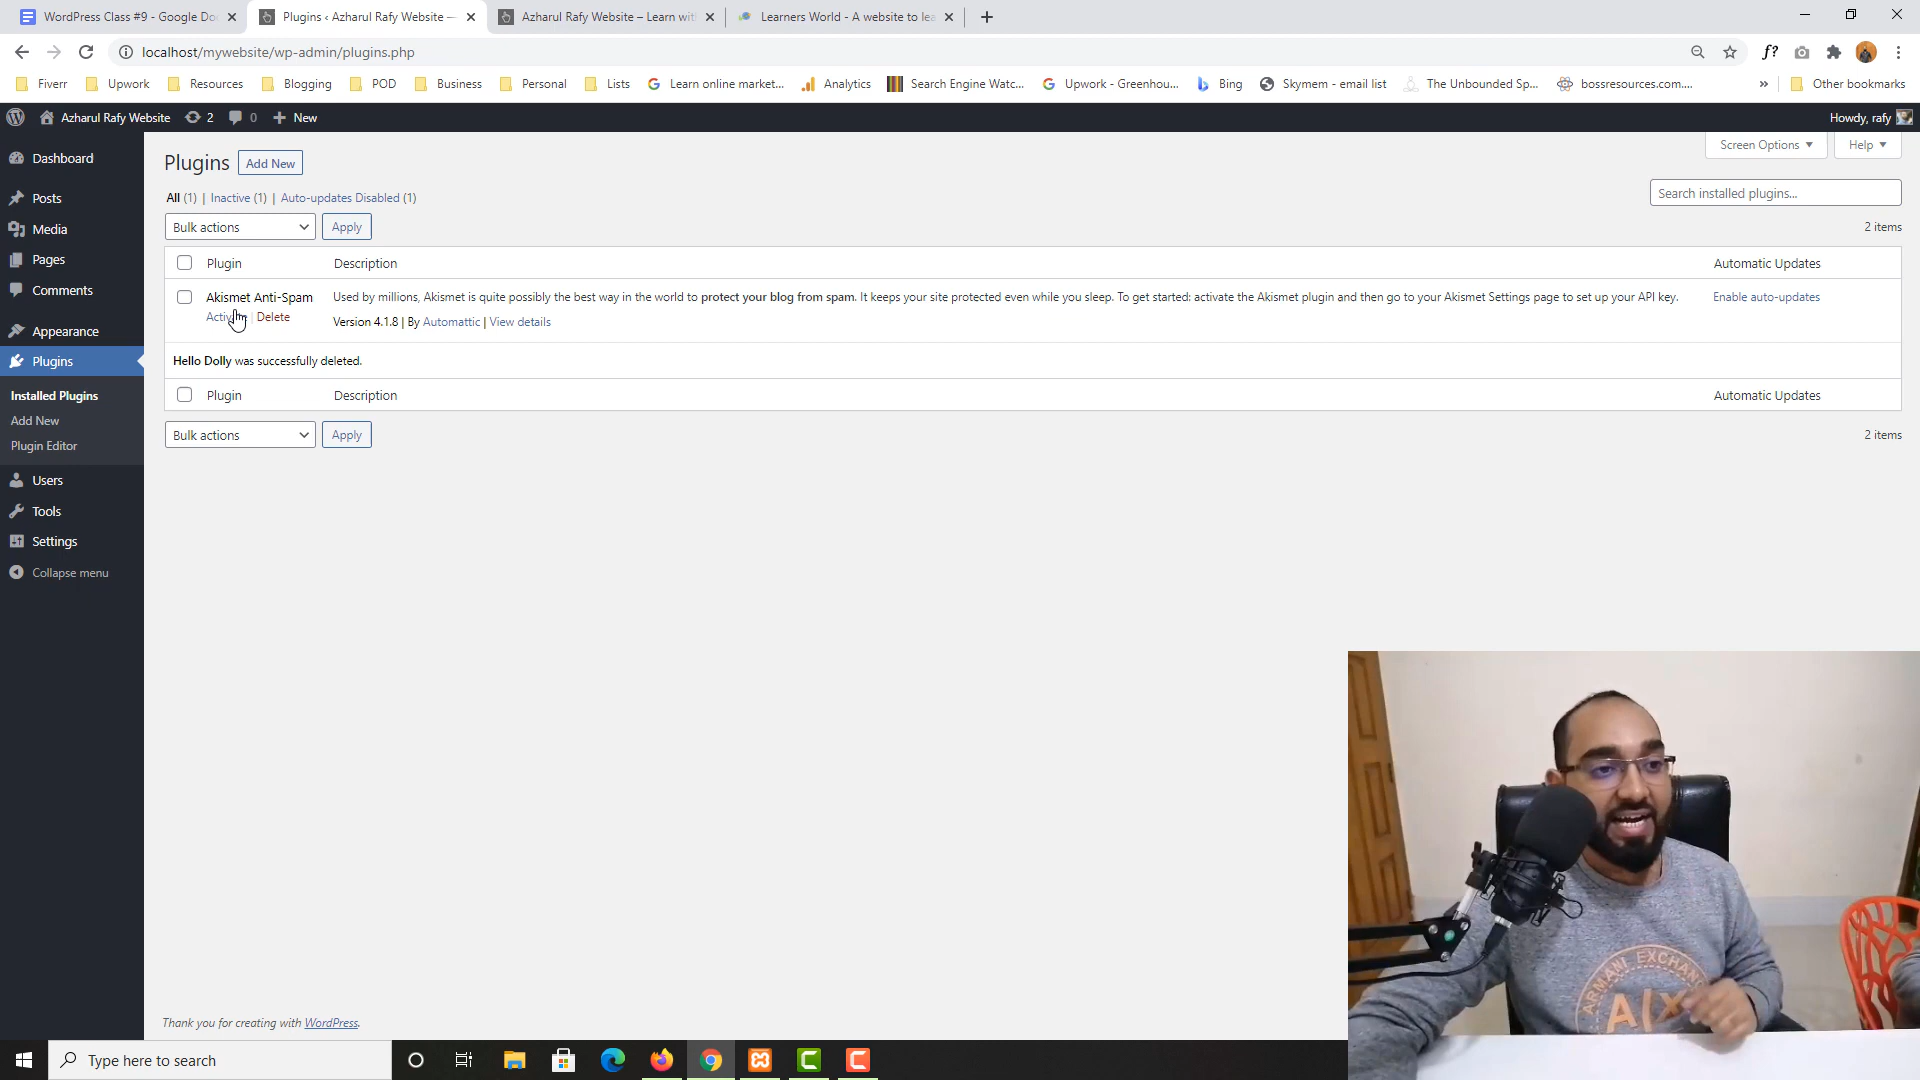 WordPress Class #9 - Google Do
Plugins ‹ Azharul Rafy Website —
Azharul Rafy Website – Learn wit
Learners World - A website to lea
localhost/mywebsite/wp-admin/plugins.php
Fiverr
Upwork
Resources
Blogging
POD
Business
Personal
Lists
Learn online market...
Analytics
Search Engine Watc...
Upwork - Greenhou...
Bing
Skymem - email list
The Unbounded Sp...
bossresources.com....
»
Other bookmarks
Azharul Rafy Website
2
0
New
Howdy, rafy
Dashboard
Posts
Media
Pages
Comments
Appearance
Plugins
Installed Plugins
Add New
Plugin Editor
Users
Tools
Settings
Collapse menu
Plugins
Add New
Screen Options
Help
All (1) | Inactive (1) | Auto-updates Disabled (1)
Search installed plugins...
Bulk actions
Apply
2 items
Plugin
Description
Automatic Updates
Akismet Anti-Spam
Used by millions, Akismet is quite possibly the best way in the world to protect your blog from spam. It keeps your site protected even while you sleep. To get started: activate the Akismet plugin and then go to your Akismet Settings page to set up your API key.
Enable auto-updates
| Delete
Version 4.1.8 | By Automattic | View details
Hello Dolly was successfully deleted.
Plugin
Description
Automatic Updates
Bulk actions
Apply
2 items
Thank you for creating with WordPress.
Type here to search
ARMANI EXCHANGE
A|X